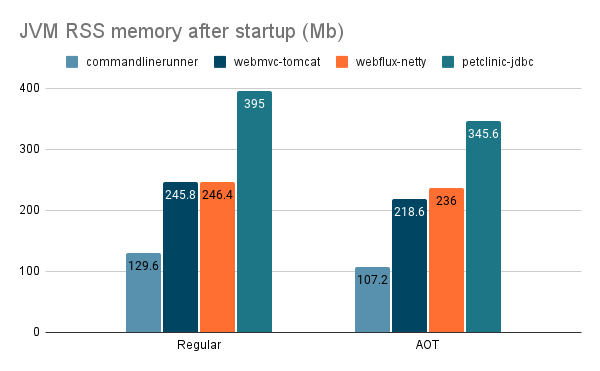 JVM RSS memory after startup (Mb)
commandlinerunner webmvc-tomcat webflux-netty petclinic-jdbc
400
300
200
100
0
129.6 245.8 246.4 395
107.2 218.6 236 345.6
Regular AOT